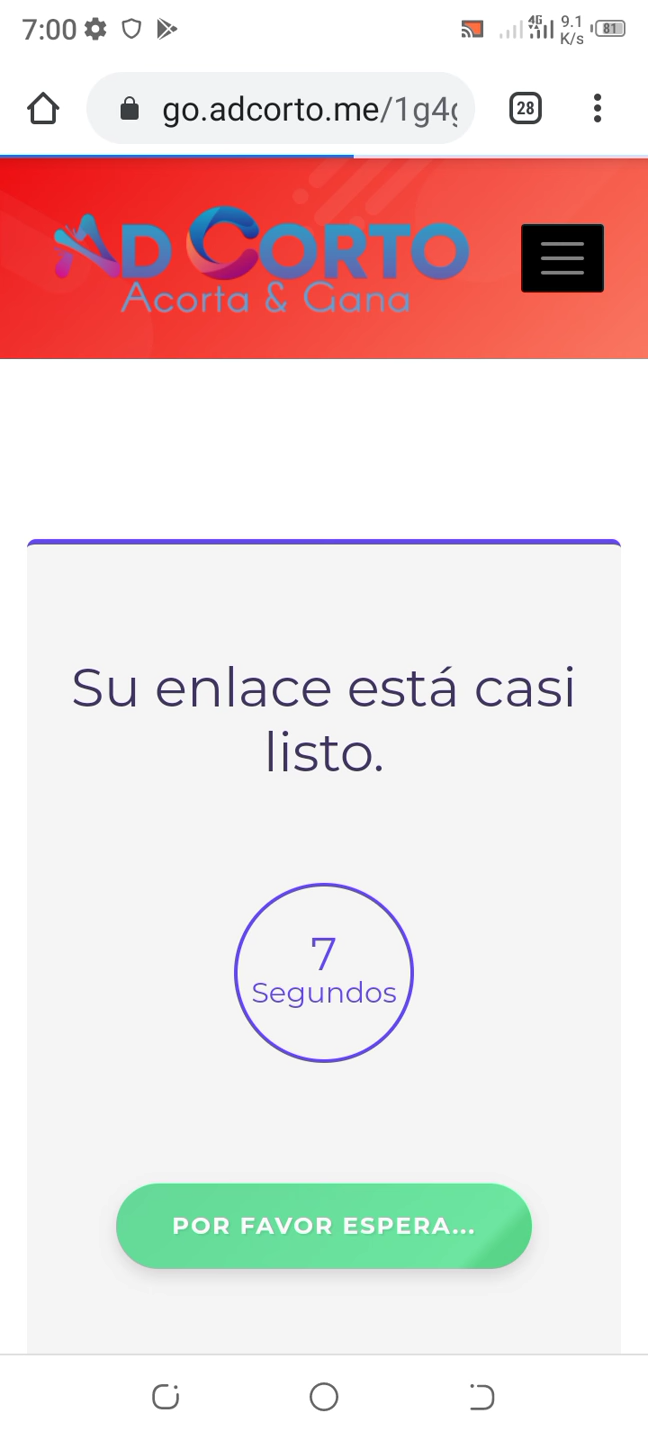 7:00 4G 9.1 K/s 81
go.adcorto.me/1g4 28
AD CORTO
Acorta & Gana
Su enlace está casi
listo.
7
Segundos
POR FAVOR ESPERA...